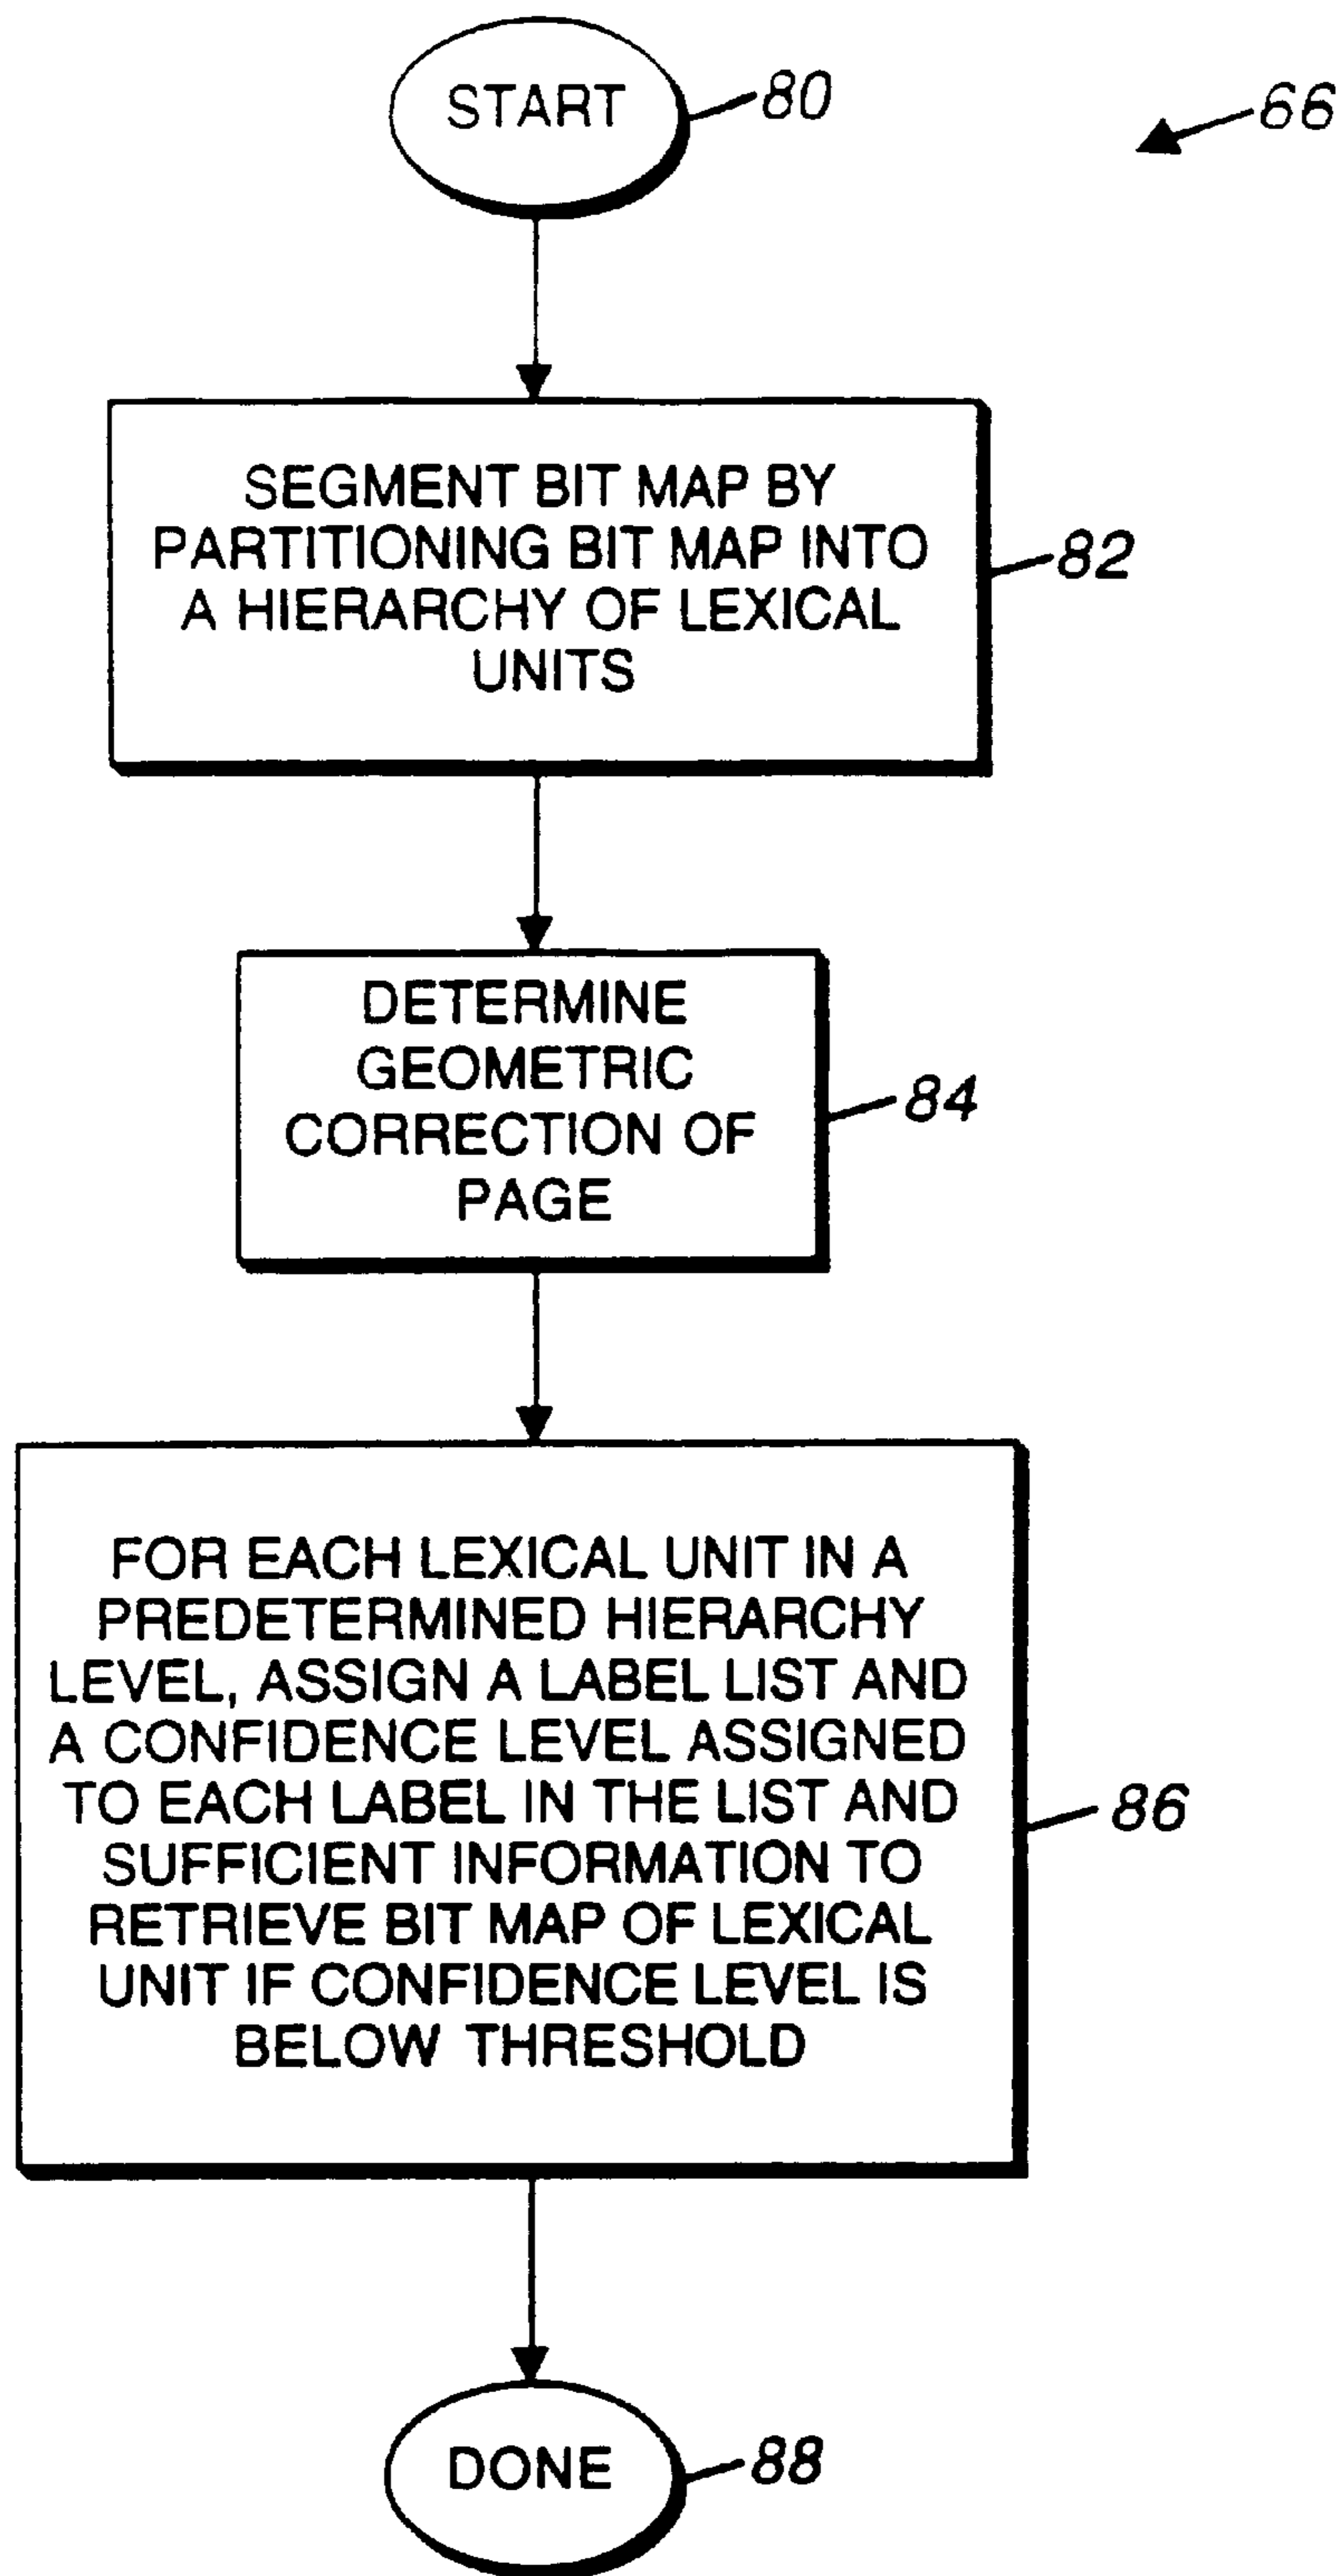 START
80
66
SEGMENT BIT MAP BY
PARTITIONING BIT MAP INTO
A HIERARCHY OF LEXICAL
UNITS
82
DETERMINE
GEOMETRIC
CORRECTION OF
PAGE
84
FOR EACH LEXICAL UNIT IN A
PREDETERMINED HIERARCHY
LEVEL, ASSIGN A LABEL LIST AND
A CONFIDENCE LEVEL ASSIGNED
TO EACH LABEL IN THE LIST AND
SUFFICIENT INFORMATION TO
RETRIEVE BIT MAP OF LEXICAL
UNIT IF CONFIDENCE LEVEL IS
BELOW THRESHOLD
86
DONE
88